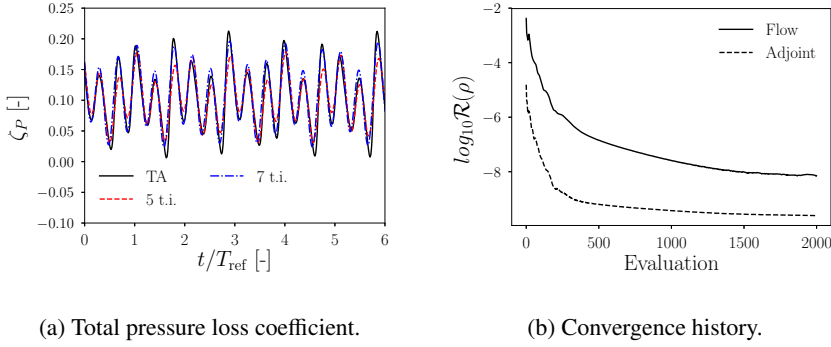 0.25
0.20
0.15
0.10
0.05
0.00
−0.05
−0.10
ζ_P [-]
TA
5 t.i.
7 t.i.
0 1 2 3 4 5 6
t/T_ref [-]
(a) Total pressure loss coefficient.
−2
−4
−6
−8
log₁₀R(ρ)
Flow
Adjoint
0 500 1000 1500 2000
Evaluation
(b) Convergence history.